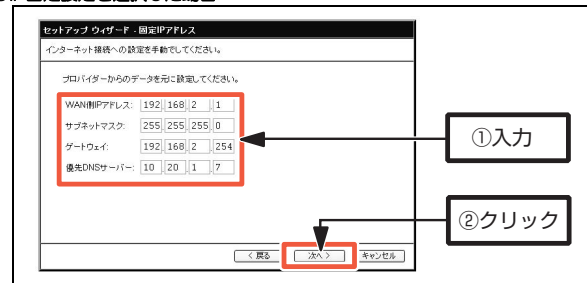 セットアップ ウィザード - 固定IPアドレス
インターネット接続への設定を手動でしてください。
プロバイダーからのデータを元に設定してください。
WAN側IPアドレス: 192 .168 .2 .1
サブネットマスク: 255 .255 .255 .0
ゲートウェイ: 192 .168 .2 .254
優先DNSサーバー: 10 .20 .1 .7
①入力
②クリック
< 戻る 次へ > キャンセル